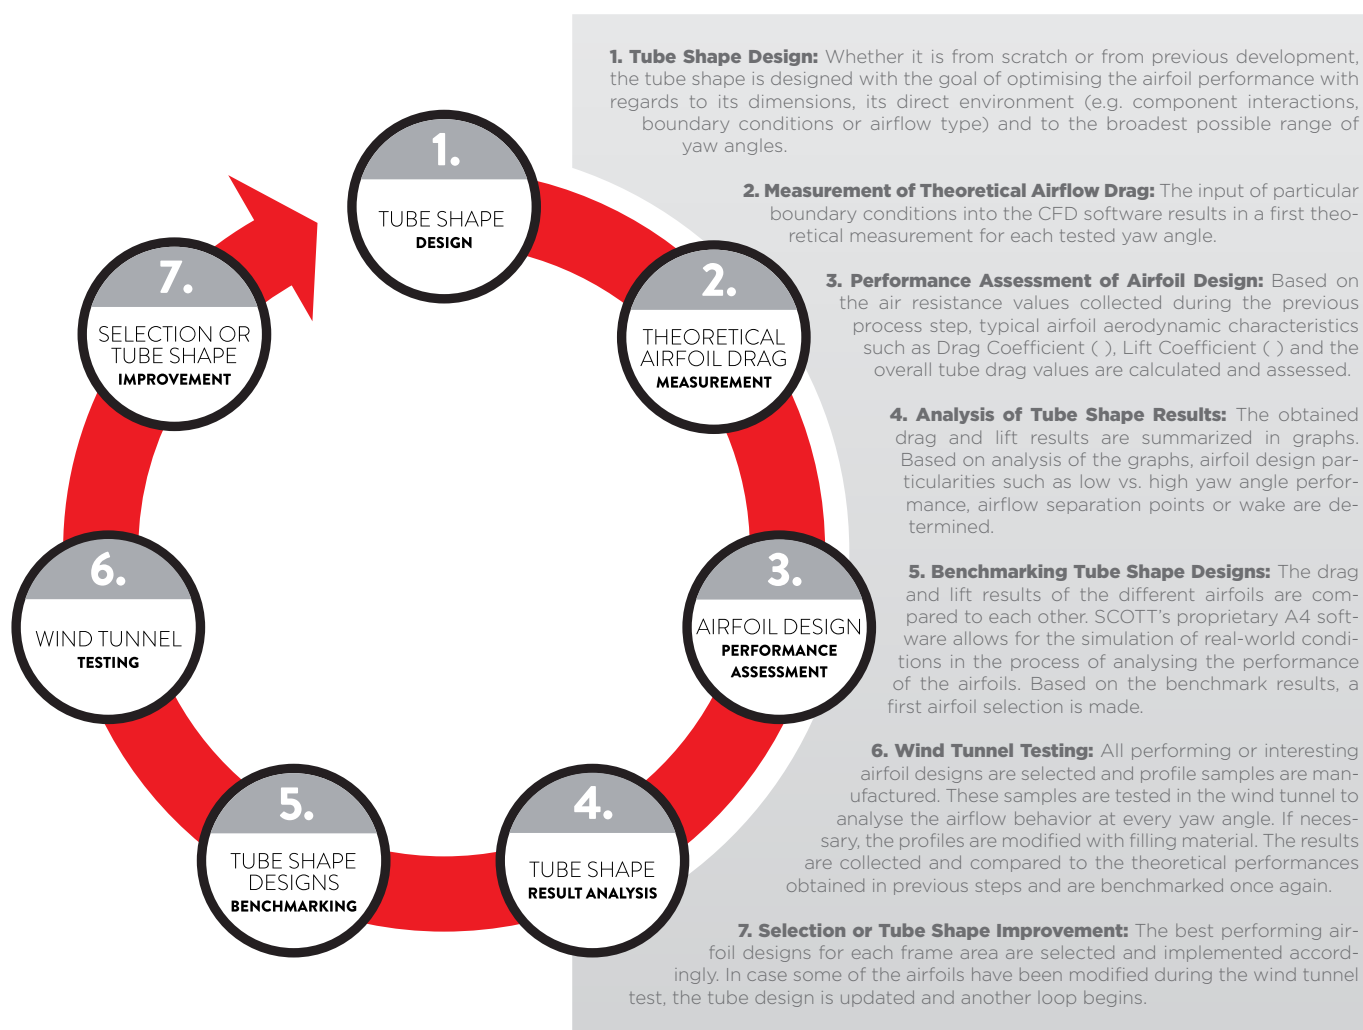 1.
TUBE SHAPE
DESIGN
2.
THEORETICAL
AIRFOIL DRAG
MEASUREMENT
3.
AIRFOIL DESIGN
PERFORMANCE
ASSESSMENT
4.
TUBE SHAPE
RESULT ANALYSIS
5.
TUBE SHAPE
DESIGNS
BENCHMARKING
6.
WIND TUNNEL
TESTING
7.
SELECTION OR
TUBE SHAPE
IMPROVEMENT
1. Tube Shape Design: Whether it is from scratch or from previous development,
the tube shape is designed with the goal of optimising the airfoil performance with
regards to its dimensions, its direct environment (e.g. component interactions,
boundary conditions or airflow type) and to the broadest possible range of
yaw angles.
2. Measurement of Theoretical Airflow Drag: The input of particular
boundary conditions into the CFD software results in a first theo-
retical measurement for each tested yaw angle.
3. Performance Assessment of Airfoil Design: Based on
the air resistance values collected during the previous
process step, typical airfoil aerodynamic characteristics
such as Drag Coefficient ( ), Lift Coefficient ( ) and the
overall tube drag values are calculated and assessed.
4. Analysis of Tube Shape Results: The obtained
drag and lift results are summarized in graphs.
Based on analysis of the graphs, airfoil design par-
ticularities such as low vs. high yaw angle perfor-
mance, airflow separation points or wake are de-
termined.
5. Benchmarking Tube Shape Designs: The drag
and lift results of the different airfoils are com-
pared to each other. SCOTT's proprietary A4 soft-
ware allows for the simulation of real-world condi-
tions in the process of analysing the performance
of the airfoils. Based on the benchmark results, a
first airfoil selection is made.
6. Wind Tunnel Testing: All performing or interesting
airfoil designs are selected and profile samples are man-
ufactured. These samples are tested in the wind tunnel to
analyse the airflow behavior at every yaw angle. If neces-
sary, the profiles are modified with filling material. The results
are collected and compared to the theoretical performances
obtained in previous steps and are benchmarked once again.
7. Selection or Tube Shape Improvement: The best performing air-
foil designs for each frame area are selected and implemented accord-
ingly. In case some of the airfoils have been modified during the wind tunnel
test, the tube design is updated and another loop begins.